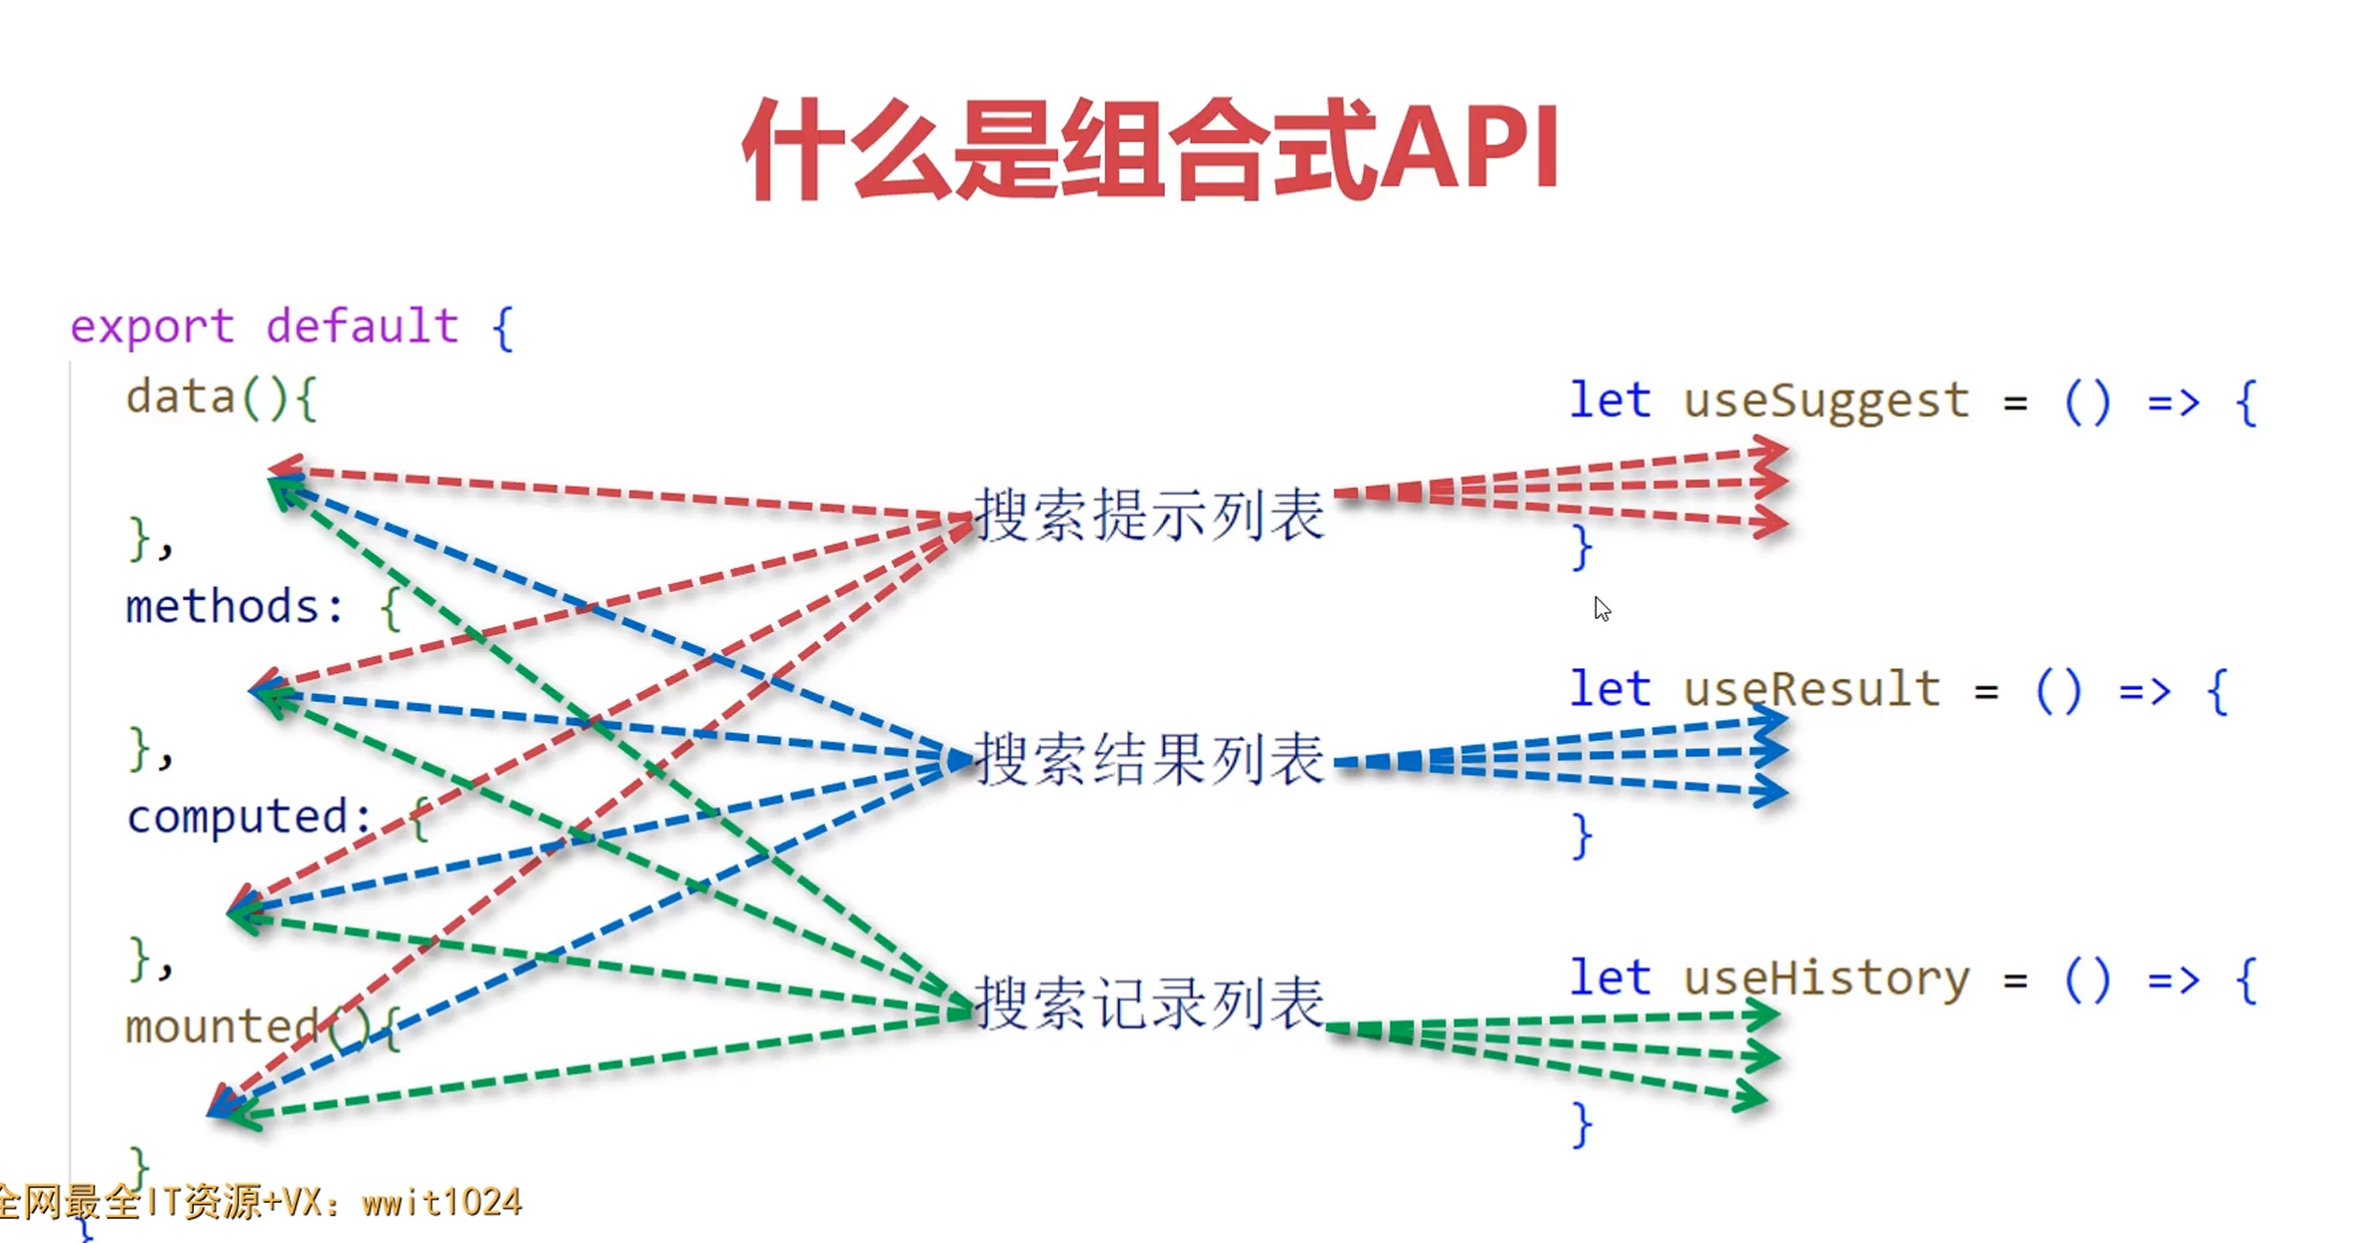 什么是组合式API
export default {
data(){
},
methods: {
},
computed: {
},
mounted(){
}
}
搜索提示列表
搜索结果列表
搜索记录列表
let useSuggest = () => {
}
let useResult = () => {
}
let useHistory = () => {
}
全网最全IT资源+VX：wwit1024